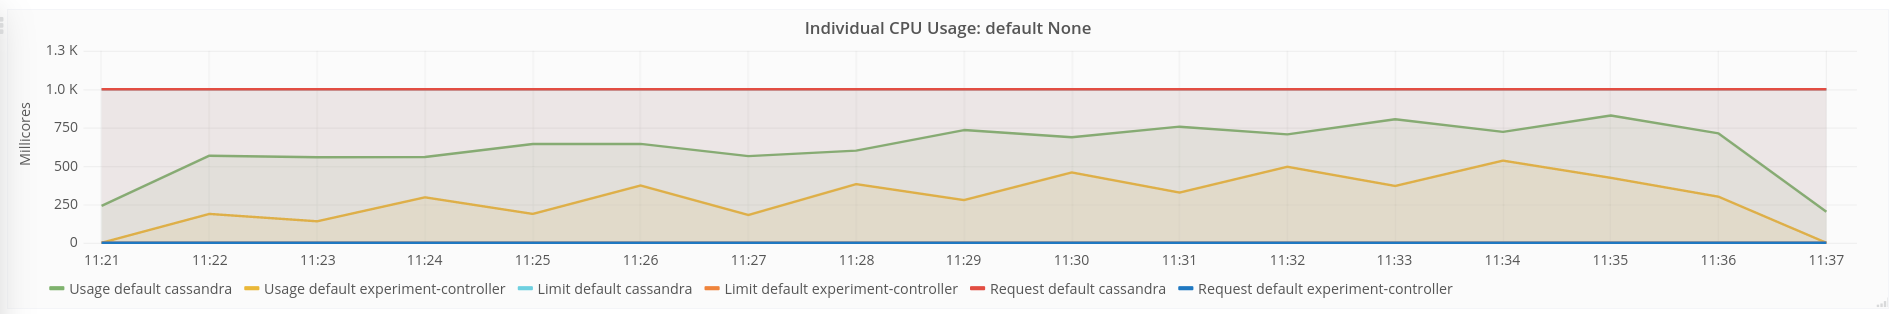 Individual CPU Usage: default None
1.3 K
1.0 K
750
500
250
0
Millicores
11:21 11:22 11:23 11:24 11:25 11:26 11:27 11:28 11:29 11:30 11:31 11:32 11:33 11:34 11:35 11:36 11:37
Usage default cassandra Usage default experiment-controller Limit default cassandra Limit default experiment-controller Request default cassandra Request default experiment-controller